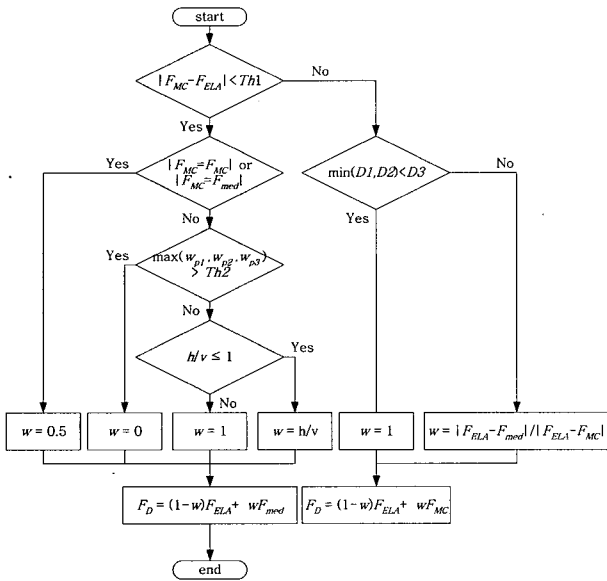 start
| F_MC−F_ELA | < Th1
No
Yes
| F_MC=F_MC | or
| F_MC=F_med |
Yes
min(D1,D2)<D3
No
Yes
No
max(w_p1, w_p2, w_p3)
> Th2
Yes
No
h/v ≤ 1
Yes
No
w = 0.5
w = 0
w = 1
w = h/v
w = 1
w = | F_ELA−F_med | / | F_ELA−F_MC |
F_D = (1−w)F_ELA + wF_med
F_D = (1−w)F_ELA + wF_MC
end